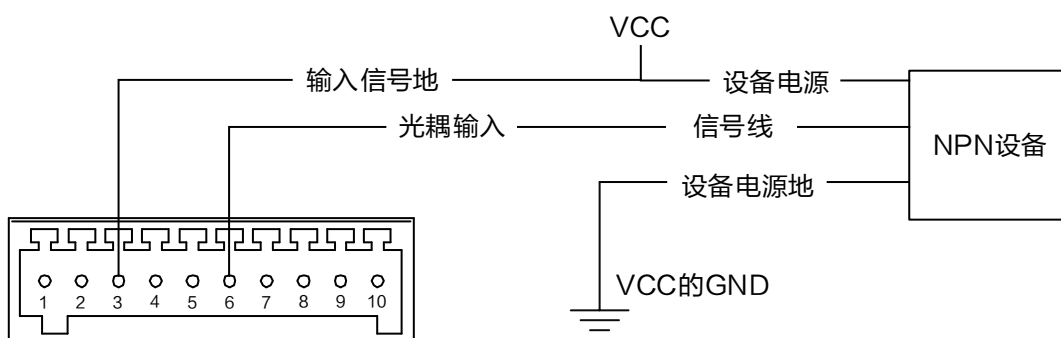 VCC
输入信号地
设备电源
光耦输入
信号线
NPN设备
设备电源地
VCC的GND
1 2 3 4 5 6 7 8 9 10